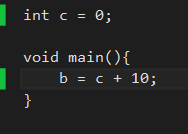 int c = 0;
void main(){
    b = c + 10;
}